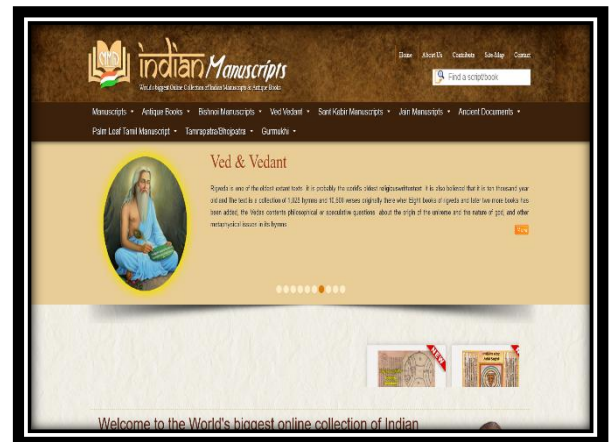 Home About Us Contribute Site Map Contact
indian Manuscripts
World's biggest Online Collection of Indian Manuscripts & Antique Books
Find a script/book
Manuscripts Antique Books Bishnoi Manuscripts Ved Vedant Sant Kabir Manuscripts Jain Manuscripts Ancient Documents
Palm Leaf Tamil Manuscript Tamrapatra/Bhojpatra Gurmukhi
Ved & Vedant
Rigveda is one of the oldest extant texts. It is probably the world's oldest religious It is also believed that it is ten thousand year
old and the text is a collection of 1,028 hymns and 10,600 verses originally there wher Eight books of rigveda and later two more books has
been added, the Vedas contents philosophical or speculative questions about the origin of the universe and the nature of god, and other
metaphysical issues in its hymns.
NEW
NEW
Welcome to the World's biggest online collection of Indian